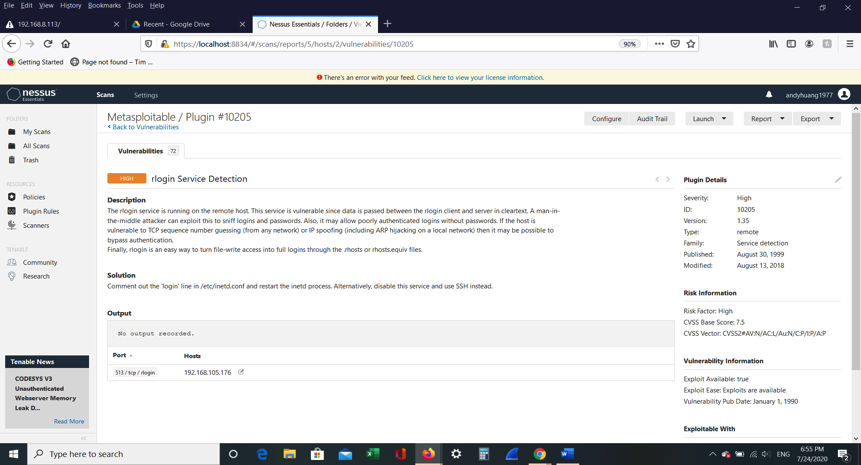 File Edit View History Bookmarks Tools Help
192.168.8.113/
Recent - Google Drive
Nessus Essentials / Folders / Vi
https://localhost:8834/#/scans/reports/5/hosts/2/vulnerabilities/10205
90%
Getting Started
Page not found – Tim ...
There's an error with your feed. Click here to view your license information.
nessus
Essentials
Scans
Settings
andyhuang1977
FOLDERS
My Scans
All Scans
Trash
RESOURCES
Policies
Plugin Rules
Scanners
TENABLE
Community
Research
Tenable News
CODESYS V3
Unauthenticated
Webserver Memory
Leak D...
Read More
Metasploitable / Plugin #10205
Back to Vulnerabilities
Configure
Audit Trail
Launch
Report
Export
Vulnerabilities 72
HIGH
rlogin Service Detection
Description
The rlogin service is running on the remote host. This service is vulnerable since data is passed between the rlogin client and server in cleartext. A man-in-
the-middle attacker can exploit this to sniff logins and passwords. Also, it may allow poorly authenticated logins without passwords. If the host is
vulnerable to TCP sequence number guessing (from any network) or IP spoofing (including ARP hijacking on a local network) then it may be possible to
bypass authentication.
Finally, rlogin is an easy way to turn file-write access into full logins through the .rhosts or rhosts.equiv files.
Solution
Comment out the 'login' line in /etc/inetd.conf and restart the inetd process. Alternatively, disable this service and use SSH instead.
Output
No output recorded.
Port
Hosts
513 / tcp / rlogin
192.168.105.176
Plugin Details
Severity: High
ID: 10205
Version: 1.35
Type: remote
Family: Service detection
Published: August 30, 1999
Modified: August 13, 2018
Risk Information
Risk Factor: High
CVSS Base Score: 7.5
CVSS Vector: CVSS2#AV:N/AC:L/Au:N/C:P/I:P/A:P
Vulnerability Information
Exploit Available: true
Exploit Ease: Exploits are available
Vulnerability Pub Date: January 1, 1990
Exploitable With
Type here to search
ENG
6:55 PM
7/24/2020
2